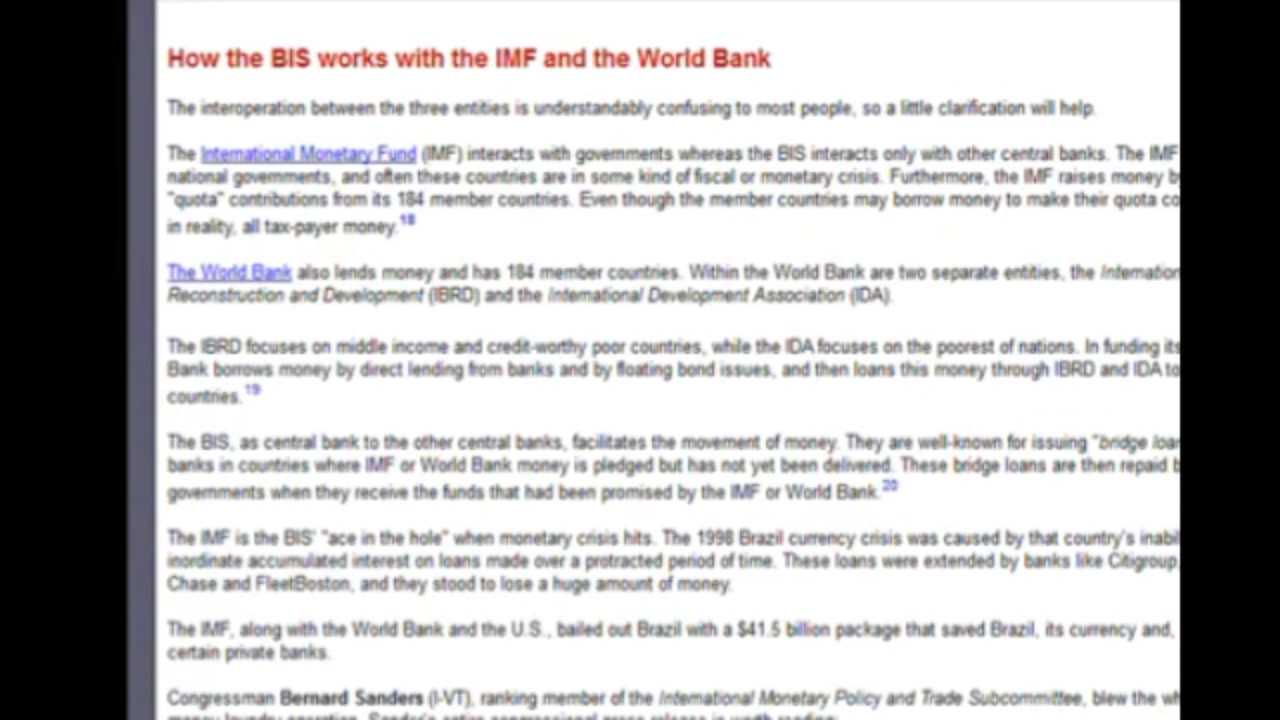 How the BIS works with the IMF and the World Bank
The interoperation between the three entities is understandably confusing to most people, so a little clarification will help.
The International Monetary Fund (IMF) interacts with governments whereas the BIS interacts only with other central banks. The IMF
national governments, and often these countries are in some kind of fiscal or monetary crisis. Furthermore, the IMF raises money by
"quota" contributions from its 184 member countries. Even though the member countries may borrow money to make their quota co
in reality, all tax-payer money.18
The World Bank also lends money and has 184 member countries. Within the World Bank are two separate entities, the Internation
Reconstruction and Development (IBRD) and the International Development Association (IDA).
The IBRD focuses on middle income and credit-worthy poor countries, while the IDA focuses on the poorest of nations. In funding its
Bank borrows money by direct lending from banks and by floating bond issues, and then loans this money through IBRD and IDA to
countries.19
The BIS, as central bank to the other central banks, facilitates the movement of money. They are well-known for issuing "bridge loan
banks in countries where IMF or World Bank money is pledged but has not yet been delivered. These bridge loans are then repaid b
governments when they receive the funds that had been promised by the IMF or World Bank.20
The IMF is the BIS' "ace in the hole" when monetary crisis hits. The 1998 Brazil currency crisis was caused by that country's inabil
inordinate accumulated interest on loans made over a protracted period of time. These loans were extended by banks like Citigroup,
Chase and FleetBoston, and they stood to lose a huge amount of money.
The IMF, along with the World Bank and the U.S., bailed out Brazil with a $41.5 billion package that saved Brazil, its currency and,
certain private banks.
Congressman Bernard Sanders (I-VT), ranking member of the International Monetary Policy and Trade Subcommittee, blew the wh
money laundry operation. Sander's entire congressional press release is worth reading: